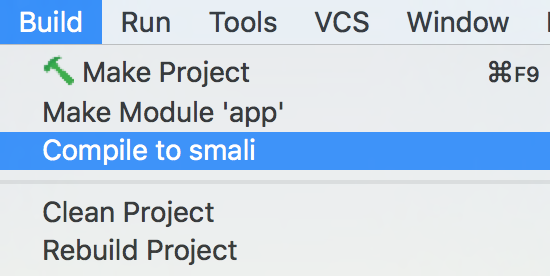 Build Run Tools VCS Window
Make Project ⌘F9
Make Module 'app'
Compile to smali
Clean Project
Rebuild Project